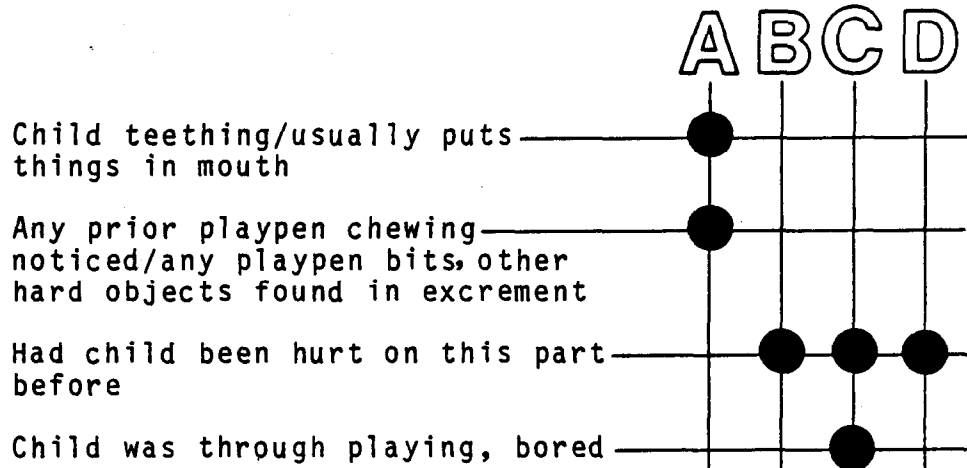 A B C D
Child teething/usually puts
things in mouth
Any prior playpen chewing
noticed/any playpen bits, other
hard objects found in excrement
Had child been hurt on this part
before
Child was through playing, bored